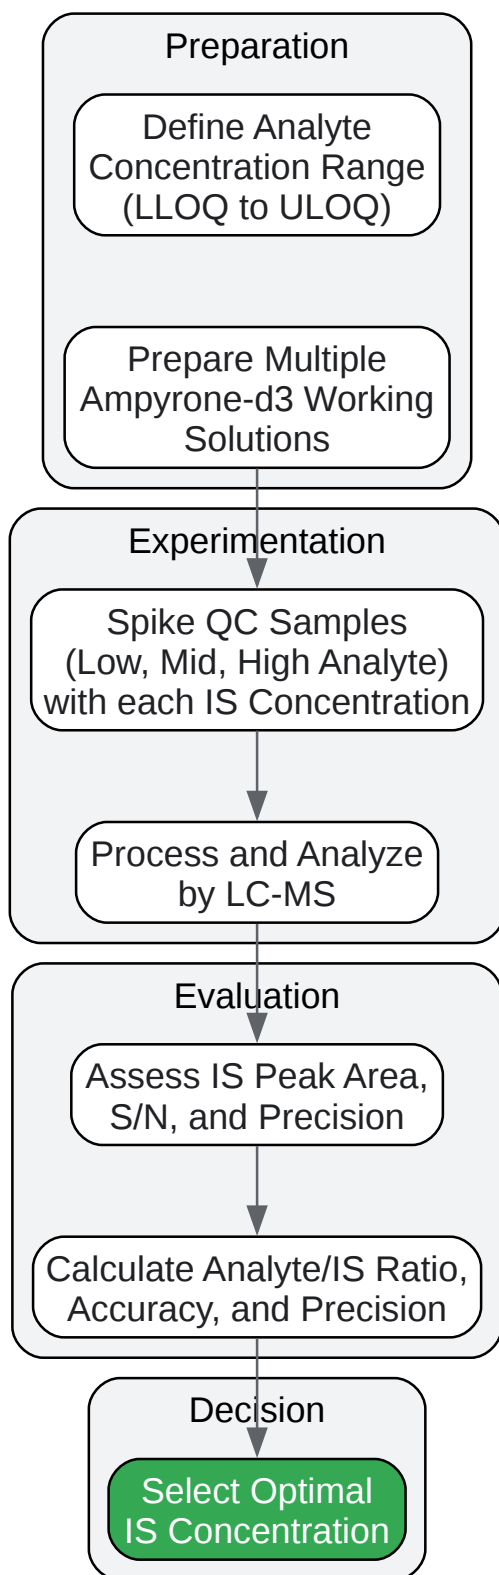 Preparation
Define Analyte
Concentration Range
(LLOQ to ULOQ)
Prepare Multiple
Ampyrone-d3 Working
Solutions
Experimentation
Spike QC Samples
(Low, Mid, High Analyte)
with each IS Concentration
Process and Analyze
by LC-MS
Evaluation
Assess IS Peak Area,
S/N, and Precision
Calculate Analyte/IS Ratio,
Accuracy, and Precision
Decision
Select Optimal
IS Concentration